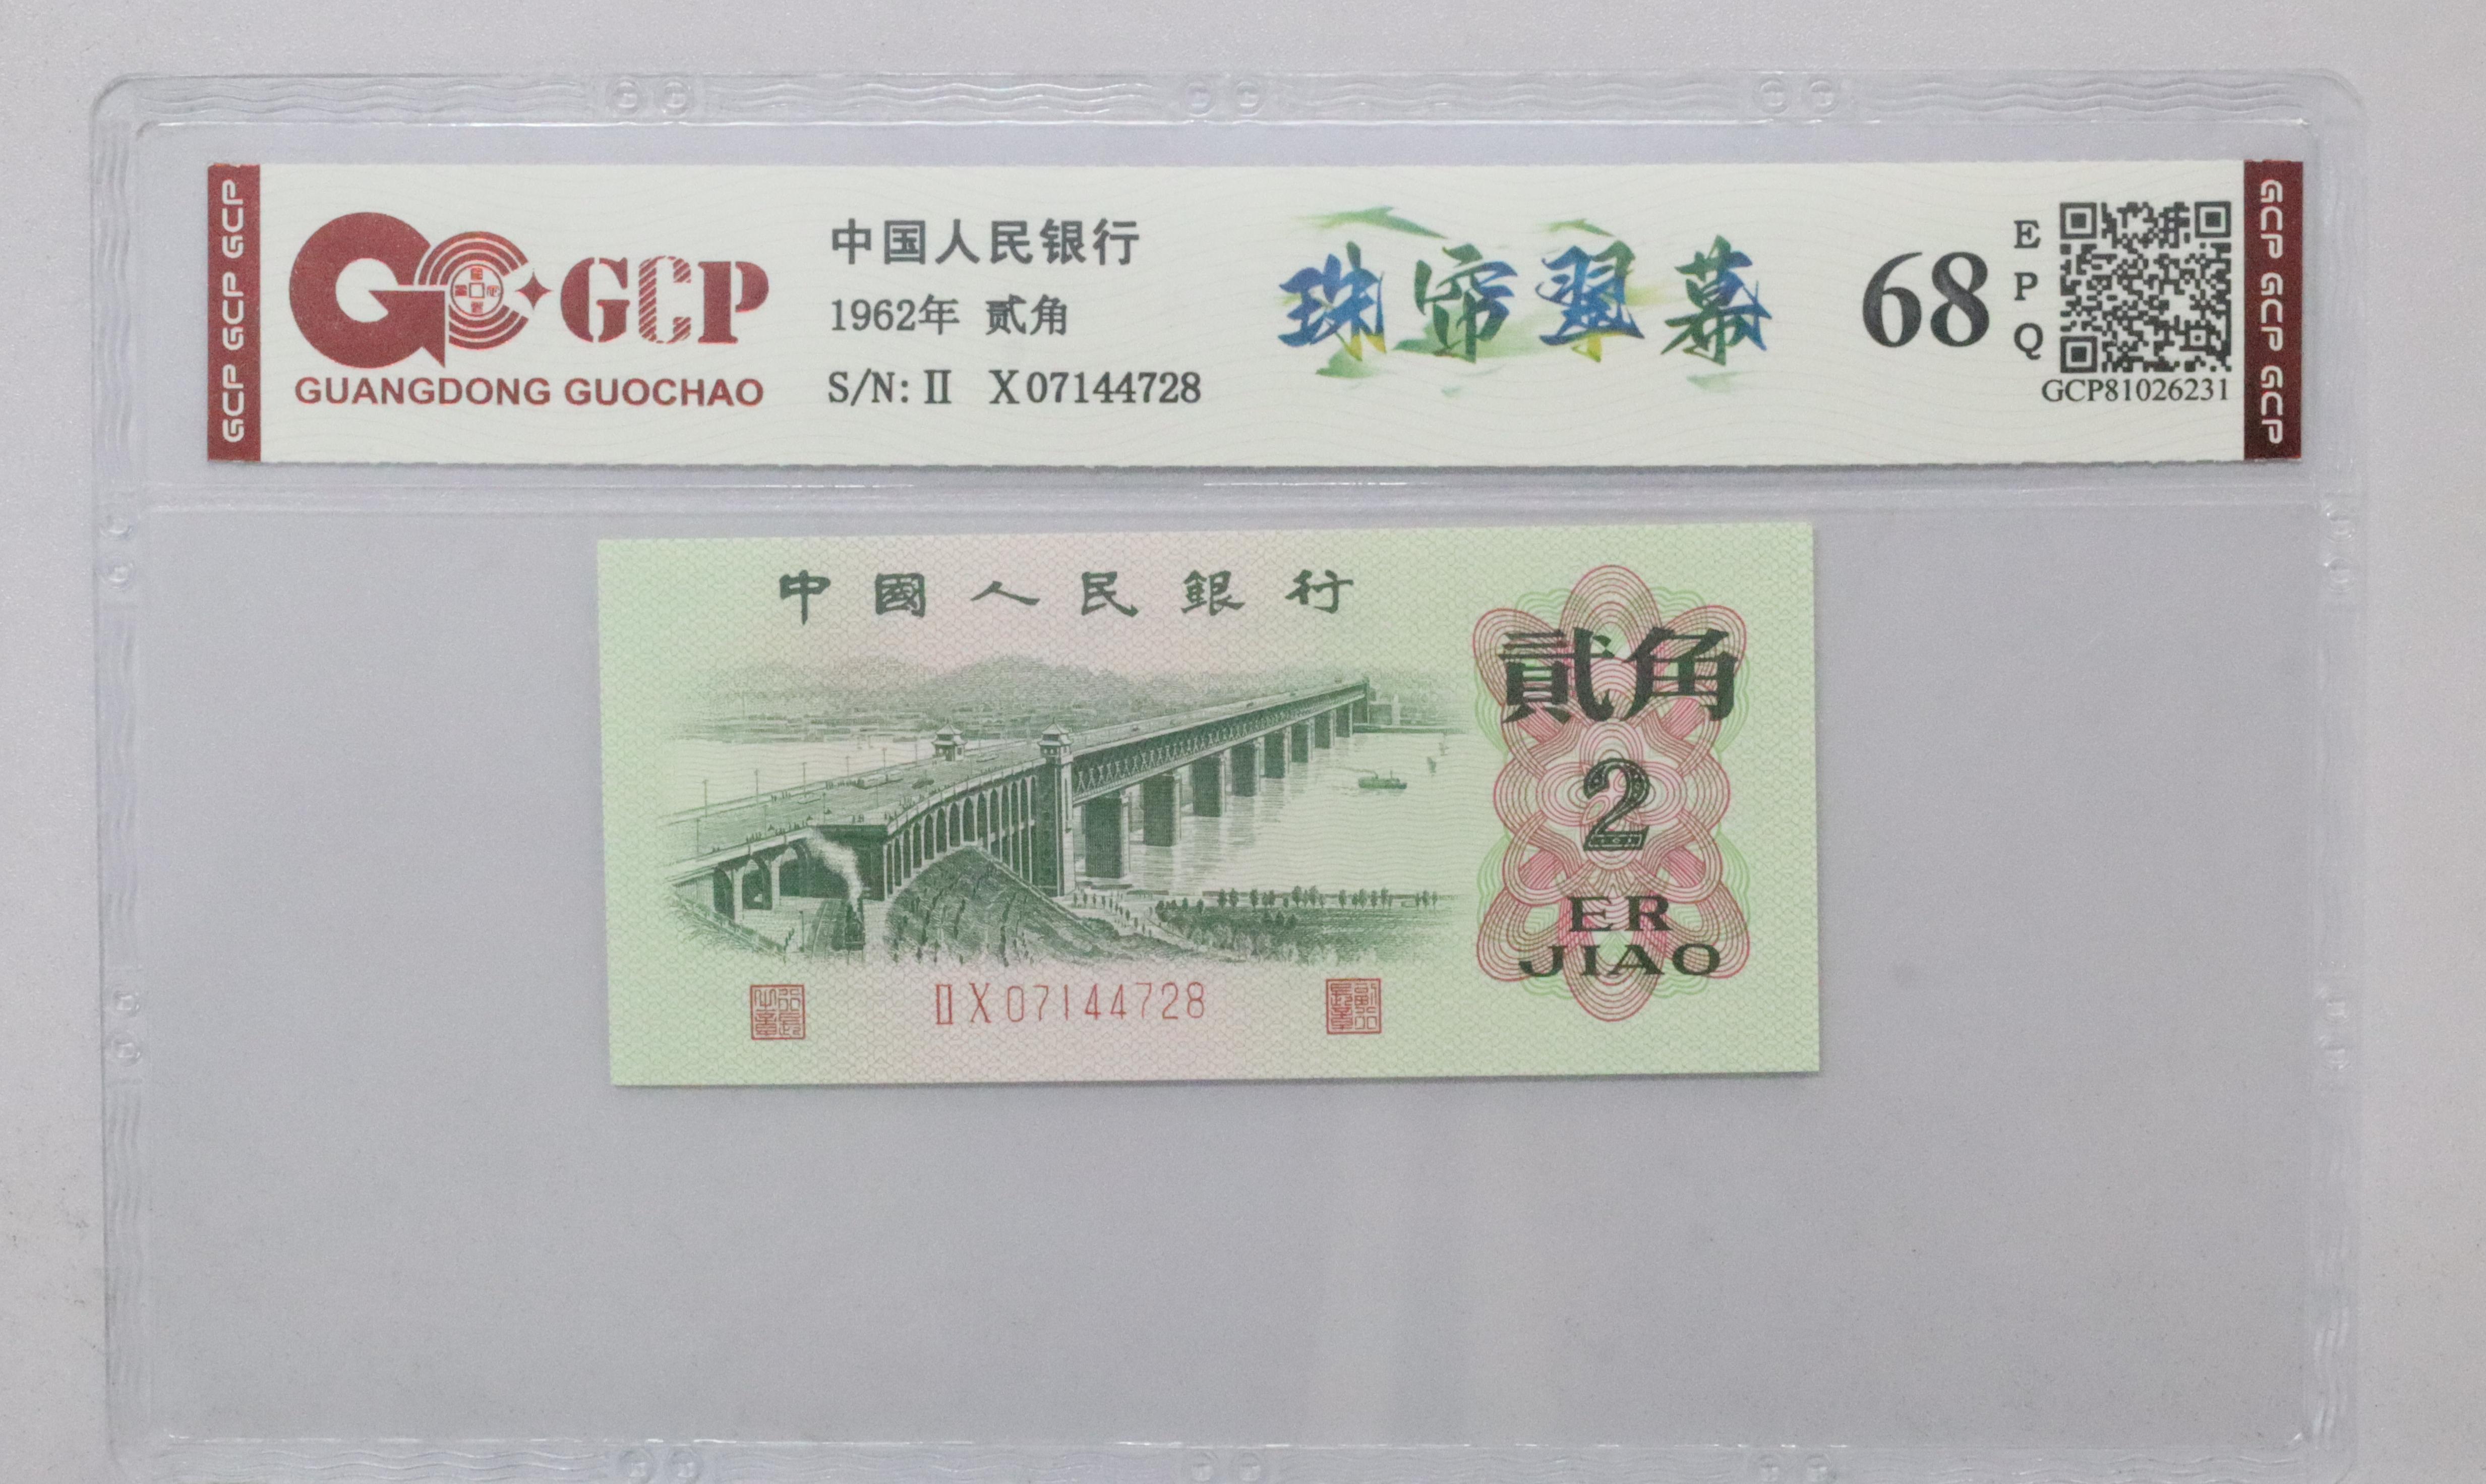 GCP GCP GCP
GCP
GUANGDONG GUOCHAO
中国人民银行
1962年 贰角
S/N: Ⅱ X07144728
珠帘翠幕
68
EPQ
GCP81026231
GCP GCP GCP
中國人民銀行
貳角
2
ER
JIAO
ⅡX07144728